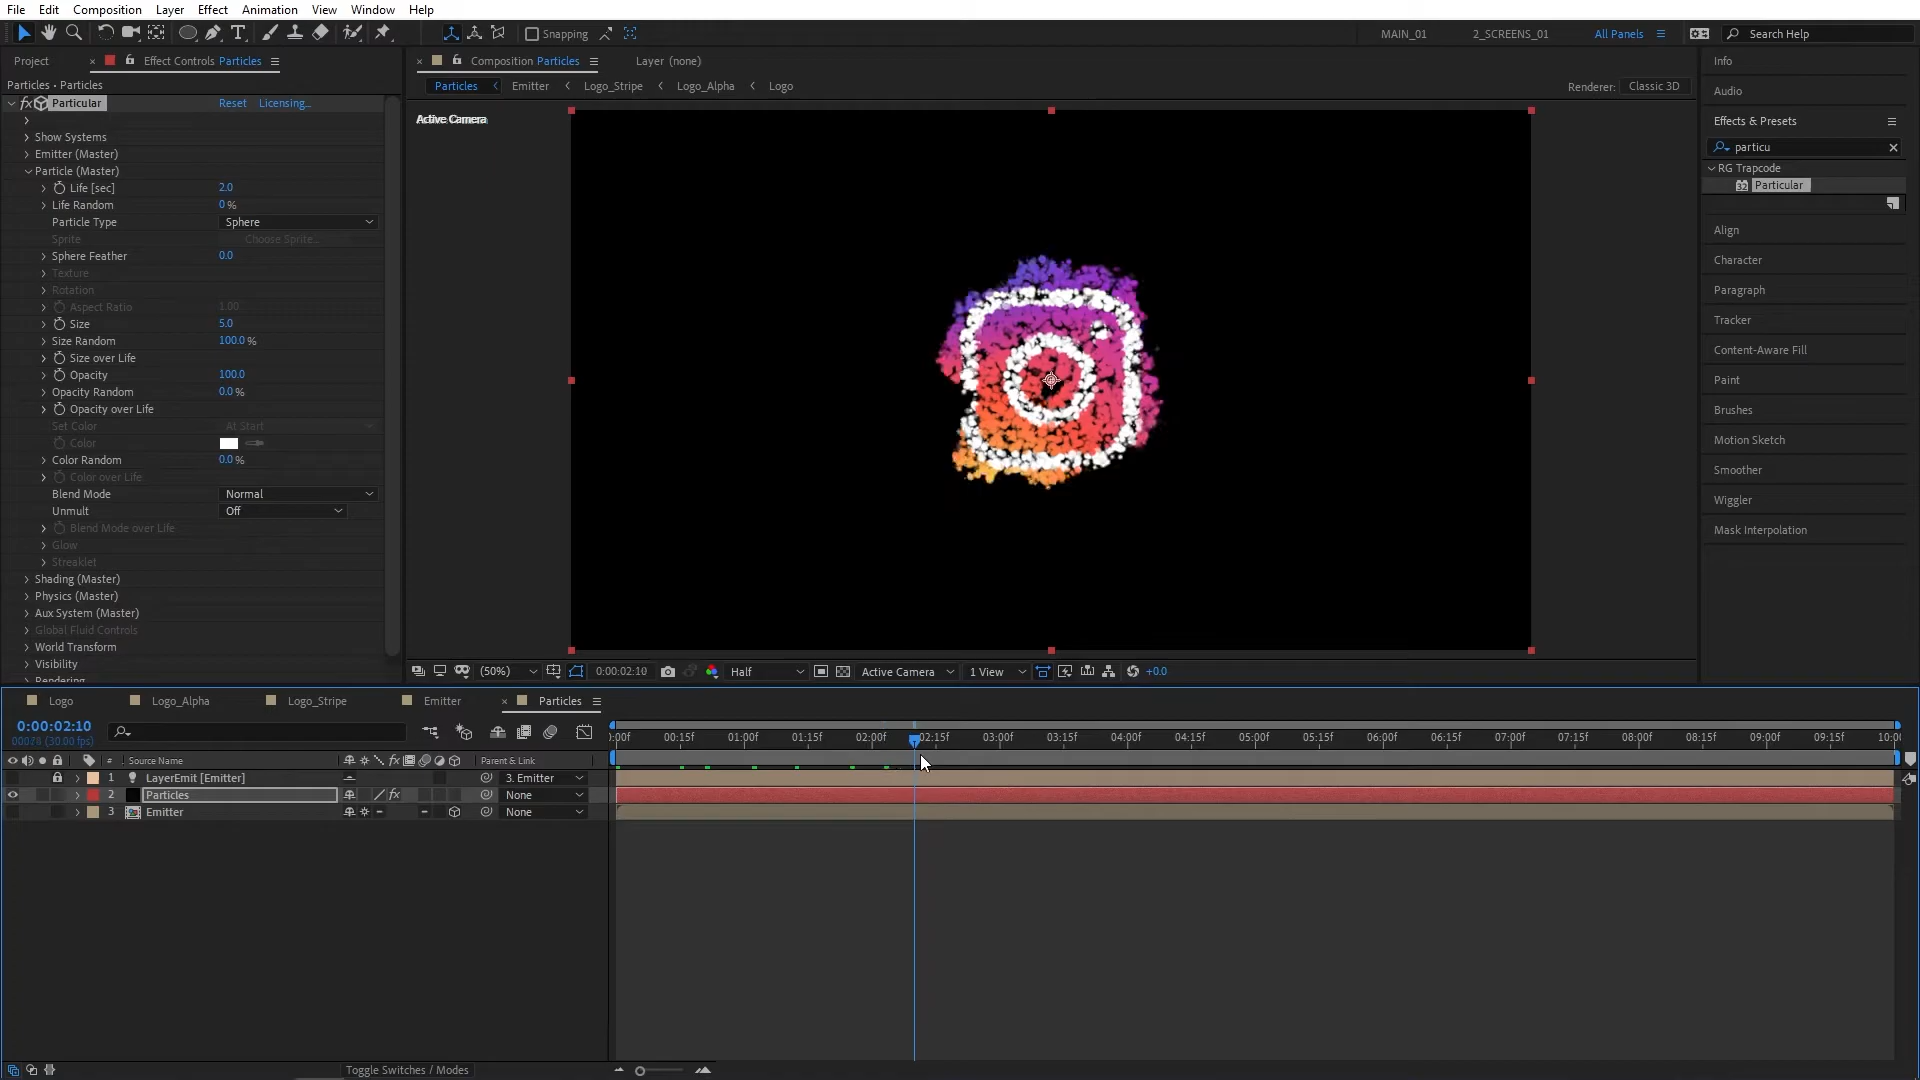 File Edit Composition Layer Effect Animation View Window Help
Snapping MAIN_01 2_SCREENS_01 All Panels Search Help
Project Effect Controls Particles Composition Particles Layer (none) Info
Particles • Particles Particles Emitter Logo_Stripe Logo_Alpha Logo Renderer: Classic 3D Audio
fx Particular Reset Licensing...
Active Camera
Effects & Presets
Show Systems
particu
Emitter (Master)
RG Trapcode
Particle (Master)
Particular
Life [sec] 2.0
Life Random 0 %
Particle Type Sphere
Sprite Choose Sprite...
Align
Sphere Feather 0.0
Character
Texture
Rotation
Paragraph
Aspect Ratio 1.00
Size 5.0
Tracker
Size Random 100.0 %
Content-Aware Fill
Size over Life
Opacity 100.0
Paint
Opacity Random 0.0 %
Opacity over Life
Brushes
Set Color At Start
Color
Motion Sketch
Color Random 0.0 %
Smoother
Color over Life
Blend Mode Normal
Wiggler
Unmult Off
Blend Mode over Life
Mask Interpolation
Glow
Streaklet
Shading (Master)
Physics (Master)
Aux System (Master)
Global Fluid Controls
World Transform
Visibility
Rendering
(50%) 0:00:02:10 Half Active Camera 1 View +0.0
Logo Logo_Alpha Logo_Stripe Emitter Particles
0:00:02:10
(30.00 fps)
):00f 00:15f 01:00f 01:15f 02:00f 02:15f 03:00f 03:15f 04:00f 04:15f 05:00f 05:15f 06:00f 06:15f 07:00f 07:15f 08:00f 08:15f 09:00f 09:15f 10:0(
# Source Name fx Parent & Link
1 LayerEmit [Emitter] 3. Emitter
2 Particles fx None
3 Emitter None
Toggle Switches / Modes